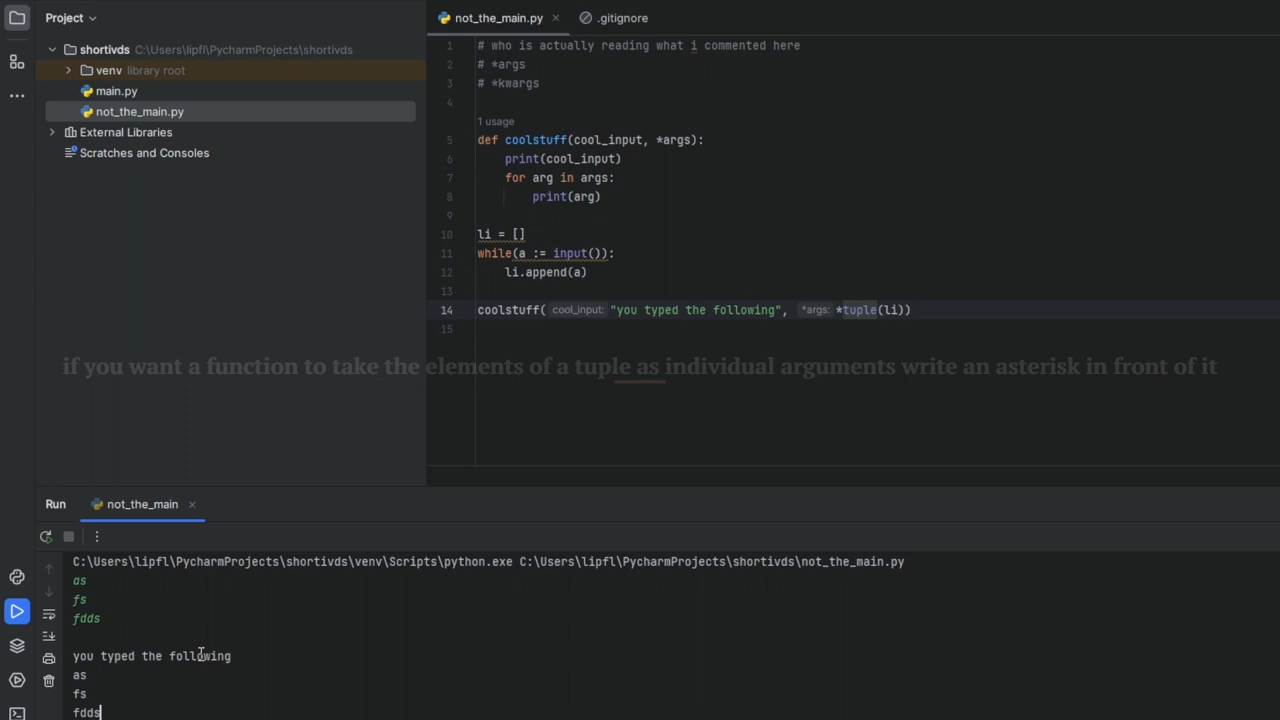 Project
not_the_main.py
.gitignore
shortivds C:\Users\lipfl\PycharmProjects\shortivds
venv library root
main.py
not_the_main.py
External Libraries
Scratches and Consoles
1 # who is actually reading what i commented here
2 # *args
3 # *kwargs
4
1 usage
5 def coolstuff(cool_input, *args):
6 print(cool_input)
7 for arg in args:
8 print(arg)
9
10 li = []
11 while(a := input()):
12 li.append(a)
13
14 coolstuff( cool_input: "you typed the following", *args: *tuple(li))
15
if you want a function to take the elements of a tuple as individual arguments write an asterisk in front of it
Run not_the_main
C:\Users\lipfl\PycharmProjects\shortivds\venv\Scripts\python.exe C:\Users\lipfl\PycharmProjects\shortivds\not_the_main.py
as
fs
fdds
you typed the following
as
fs
fdds